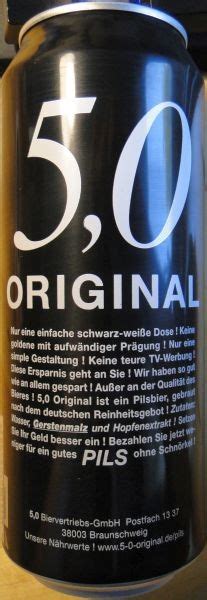 5,0
ORIGINAL
Nur eine einfache schwarz-weiße Dose ! Keine
goldene mit aufwändiger Prägung ! Nur eine
simple Gestaltung ! Keine teure TV-Werbung !
Diese Ersparnis geht an Sie ! Wir haben so gut
wie an allem gespart ! Außer an der Qualität des
Bieres ! 5,0 Original ist ein Pilsbier, gebraut
nach dem deutschen Reinheitsgebot ! Zutaten:
Wasser, Gerstenmalz und Hopfenextrakt ! Setzen
Sie Ihr Geld besser ein ! Bezahlen Sie jetzt we-
niger für ein gutes PILS ohne Schnörkel !
5,0 Biervertriebs-GmbH Postfach 13 37
38003 Braunschweig
Unsere Nährwerte ! www.5-0-original.de/pils